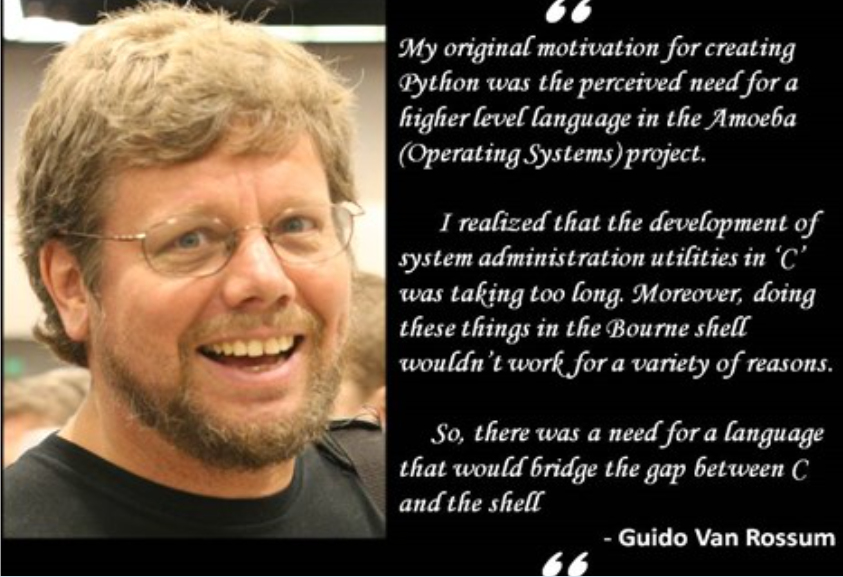 “
My original motivation for creating
Python was the perceived need for a
higher level language in the Amoeba
(Operating Systems) project.
I realized that the development of
system administration utilities in ‘C’
was taking too long. Moreover, doing
these things in the Bourne shell
wouldn’t work for a variety of reasons.
So, there was a need for a language
that would bridge the gap between C
and the shell
- Guido Van Rossum
“